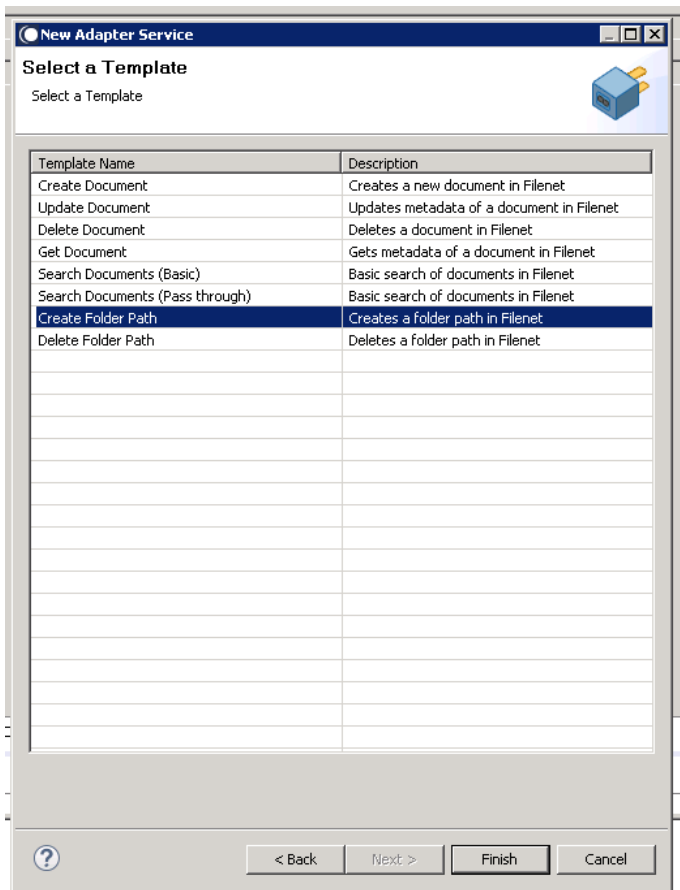 New Adapter Service
Select a Template
Select a Template
Template Name Description
Create Document Creates a new document in Filenet
Update Document Updates metadata of a document in Filenet
Delete Document Deletes a document in Filenet
Get Document Gets metadata of a document in Filenet
Search Documents (Basic) Basic search of documents in Filenet
Search Documents (Pass through) Basic search of documents in Filenet
Create Folder Path Creates a folder path in Filenet
Delete Folder Path Deletes a folder path in Filenet
? < Back Next > Finish Cancel